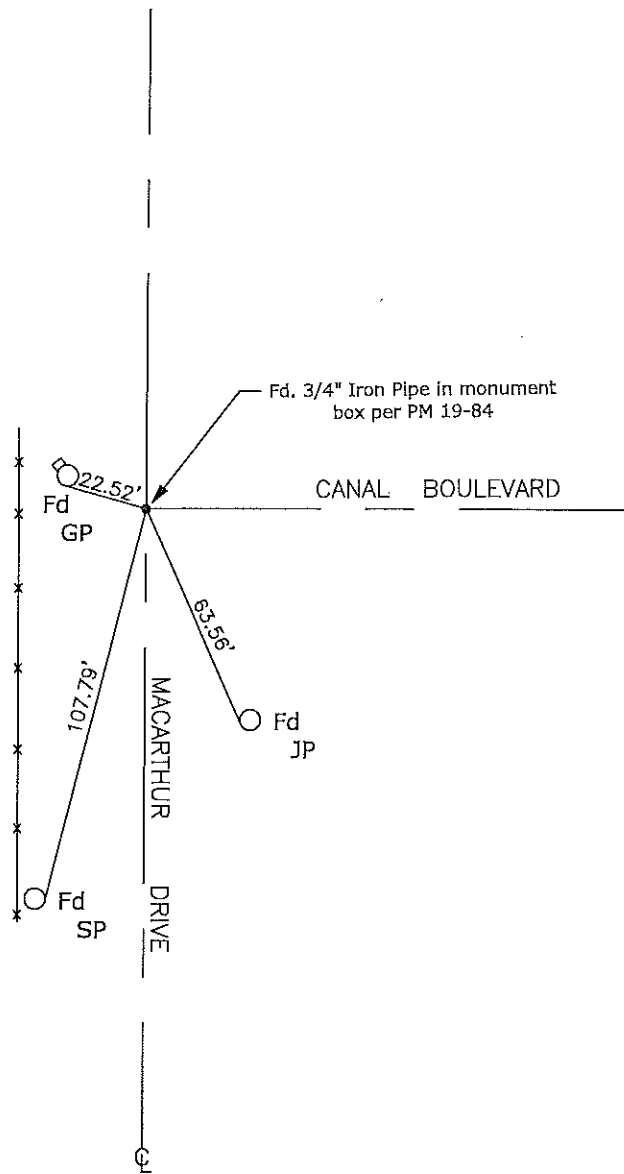 Fd. 3/4" Iron Pipe in monument
box per PM 19-84
22.52'
CANAL BOULEVARD
Fd
GP
63.56'
107.79'
MACARTHUR DRIVE
Fd
JP
Fd
SP
℄